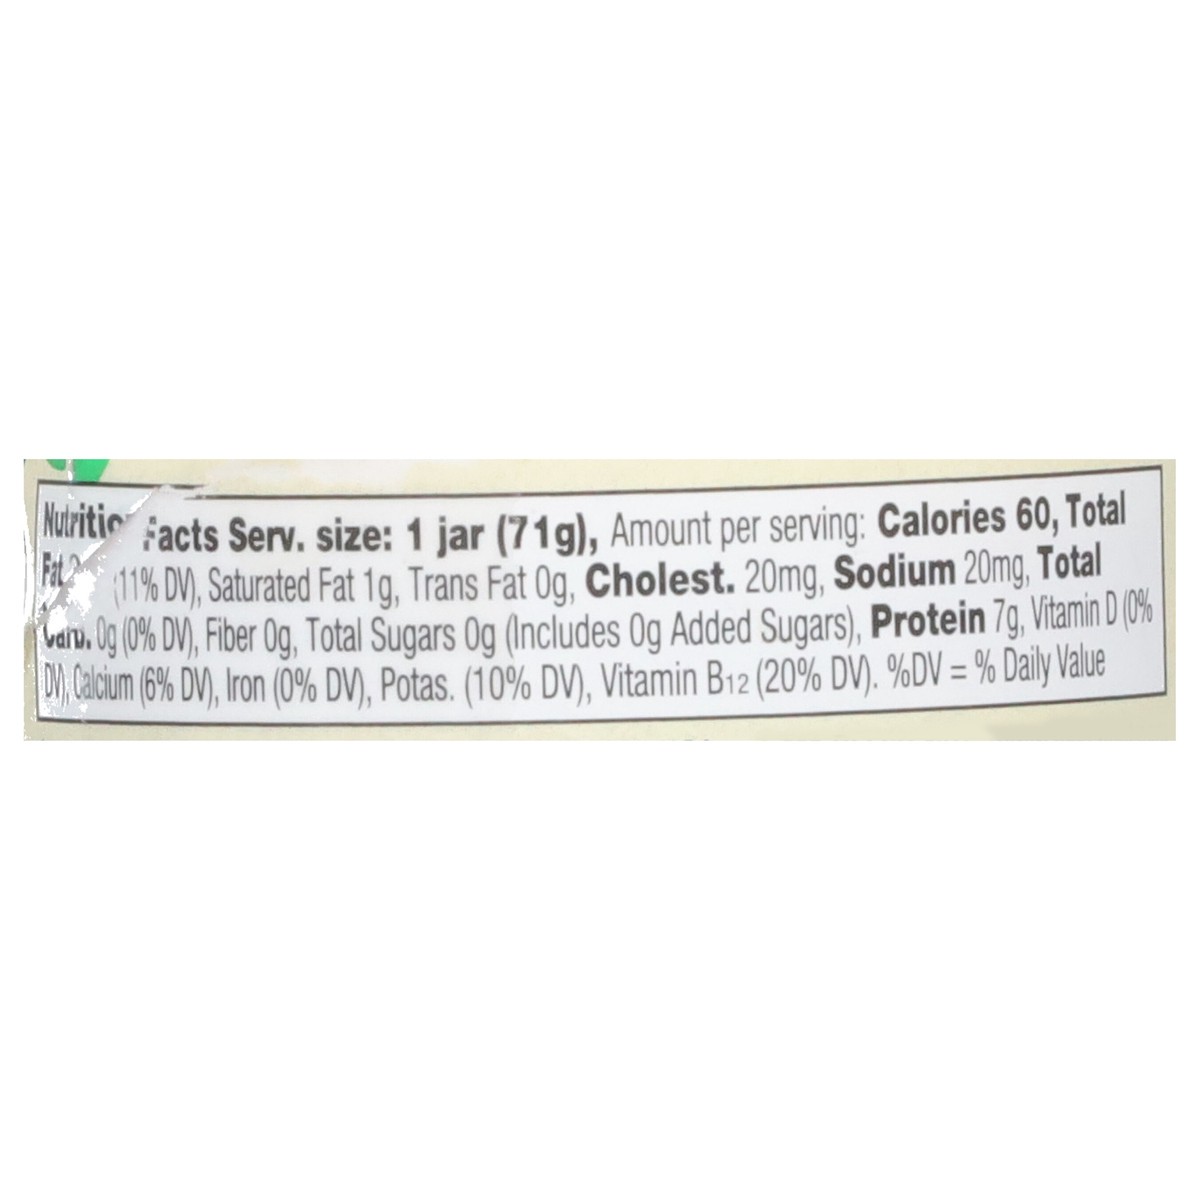 Nutrition Facts Serv. size: 1 jar (71g), Amount per serving: Calories 60, Total
Fat (11% DV), Saturated Fat 1g, Trans Fat 0g, Cholest. 20mg, Sodium 20mg, Total
Carb. 0g (0% DV), Fiber 0g, Total Sugars 0g (Includes 0g Added Sugars), Protein 7g, Vitamin D (0%
DV), Calcium (6% DV), Iron (0% DV), Potas. (10% DV), Vitamin B12 (20% DV). %DV = % Daily Value